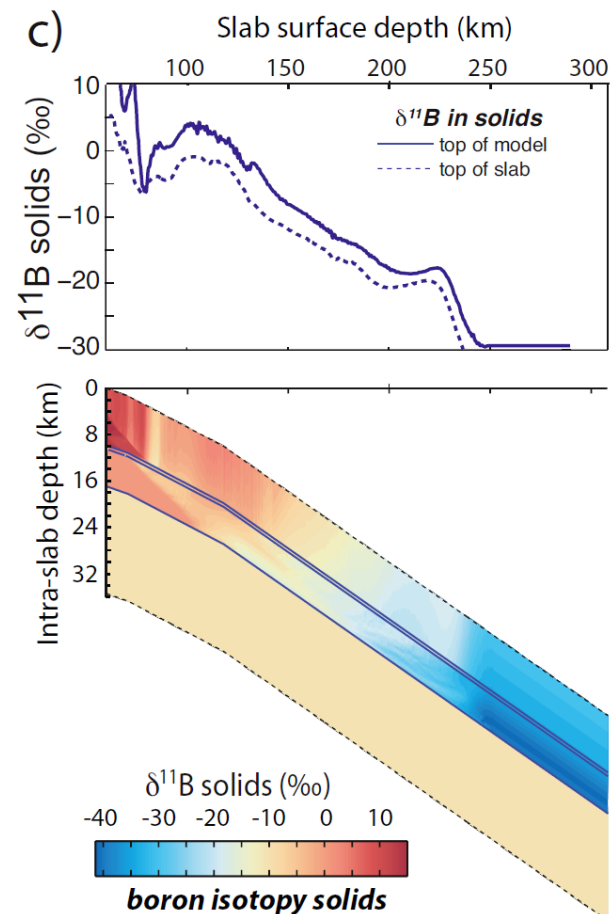 c)
Slab surface depth (km)
100 150 200 250 300
10
0
−10
−20
−30
δ11B solids (‰)
δ11B in solids
top of model
top of slab
0
8
16
24
32
Intra-slab depth (km)
δ11B solids (‰)
-40 -30 -20 -10 0 10
boron isotopy solids